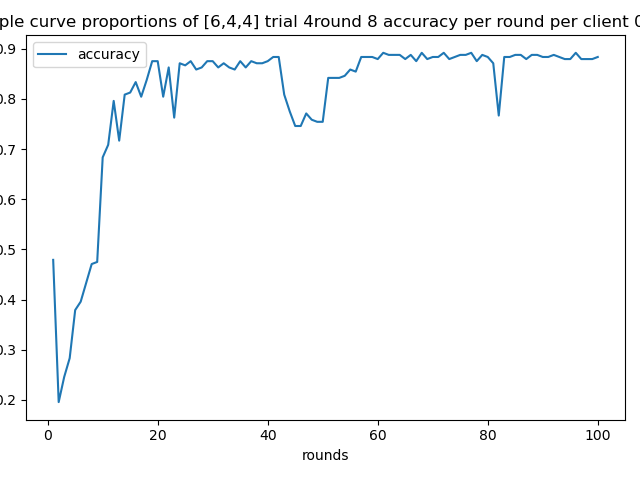 ple curve proportions of [6,4,4] trial 4round 8 accuracy per round per client 0
accuracy
0.9
0.8
0.7
0.6
0.5
0.4
0.3
0.2
0 20 40 60 80 100
rounds